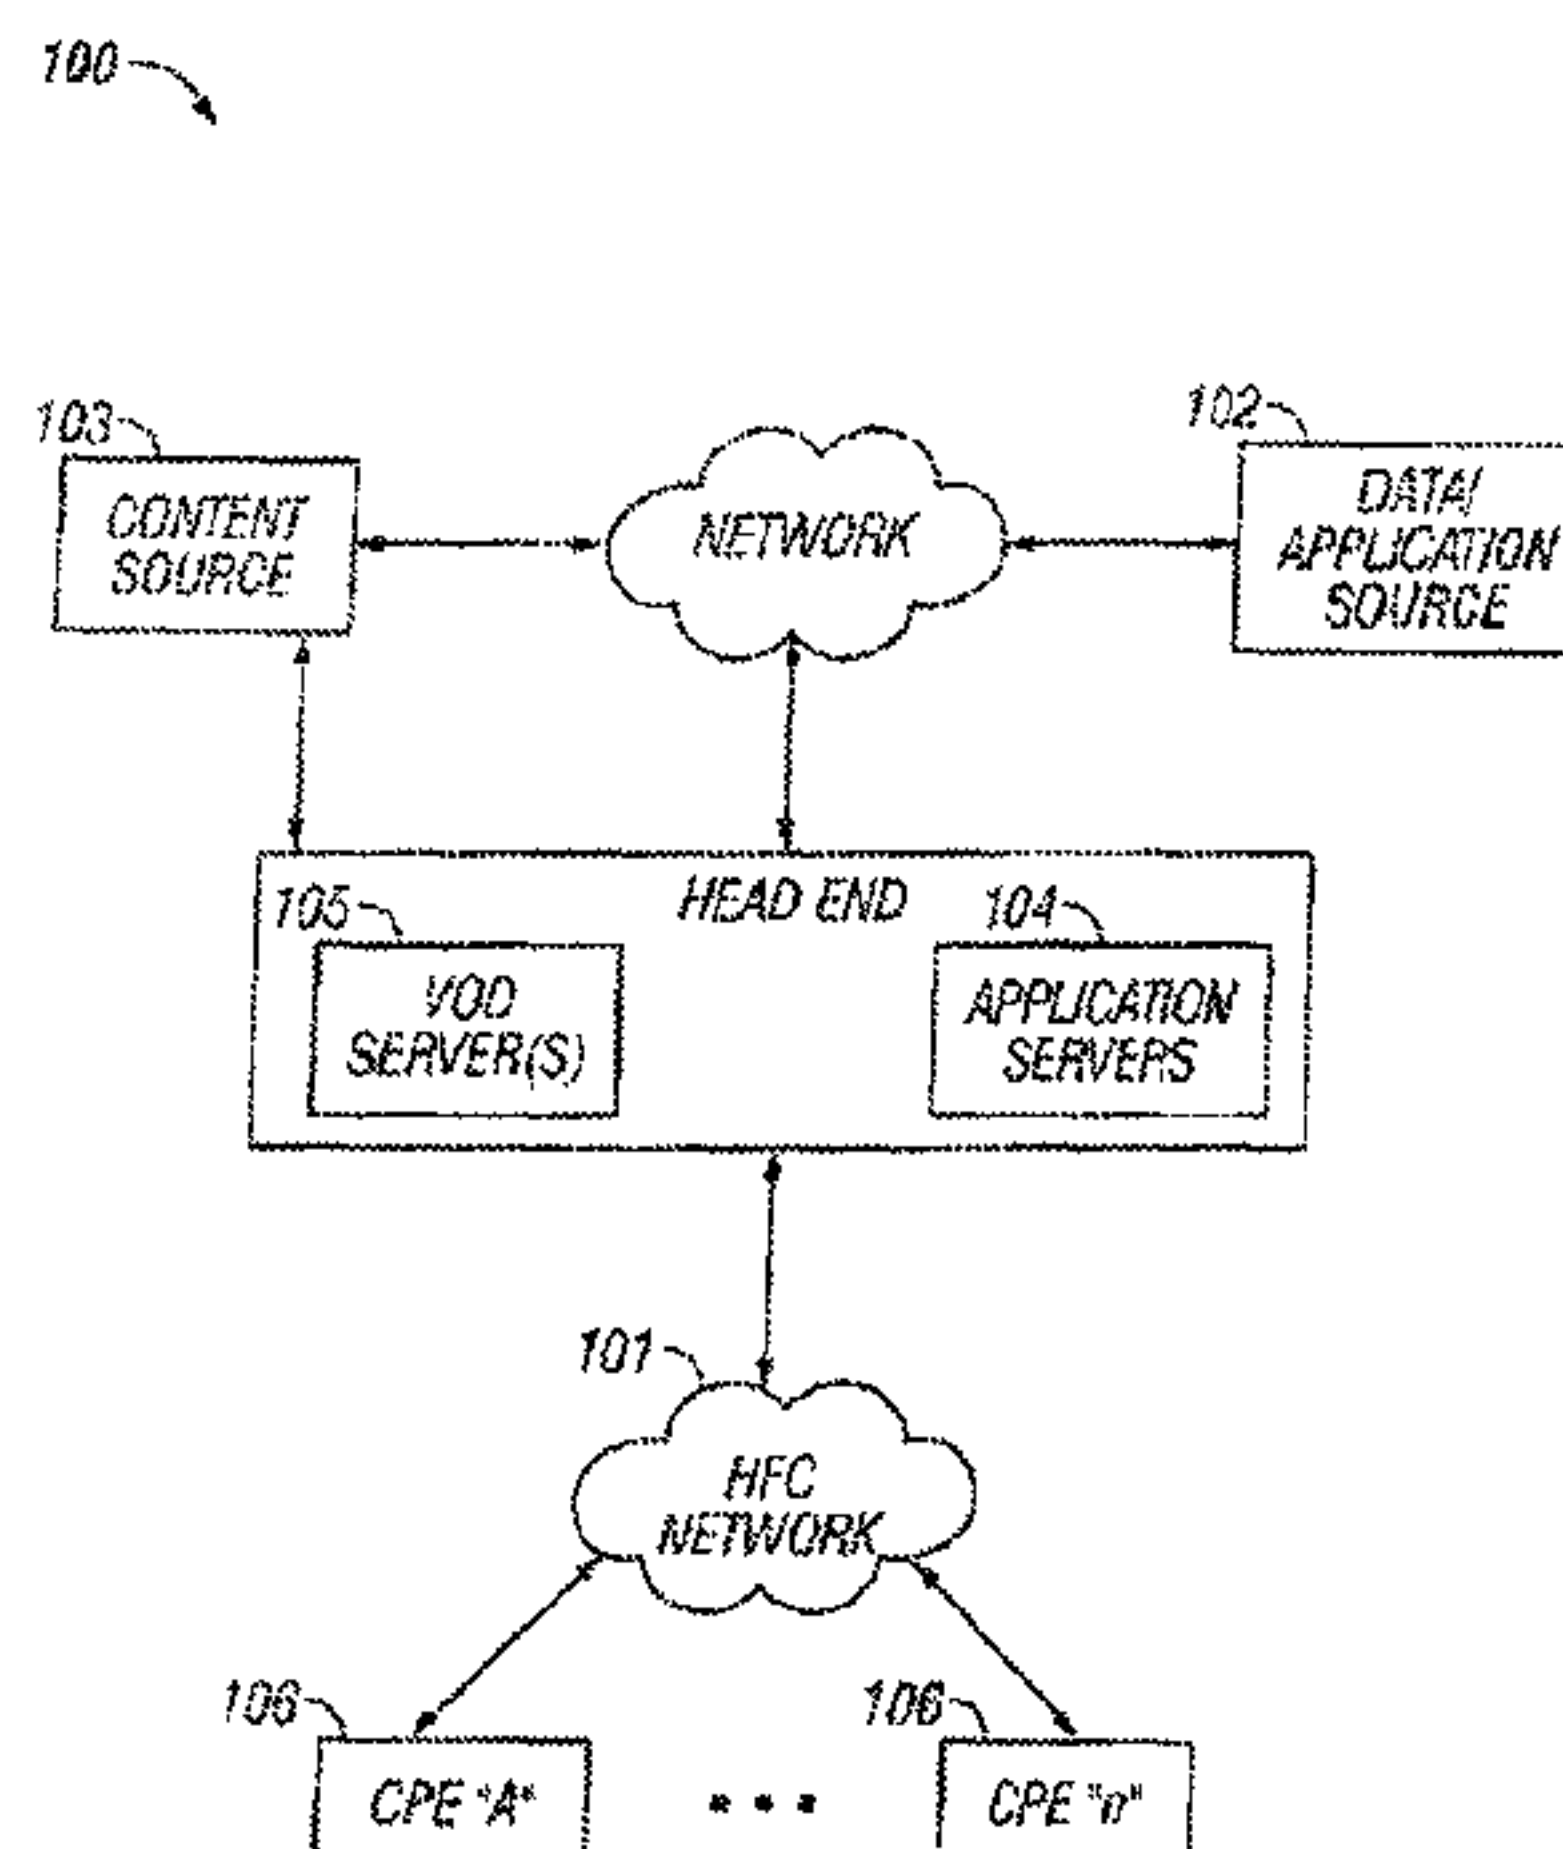 100
103
102
CONTENT
SOURCE
NETWORK
DATA/
APPLICATION
SOURCE
HEAD END
105
104
VOD
SERVER(S)
APPLICATION
SERVERS
101
HFC
NETWORK
106
106
CPE "A"
CPE "n"